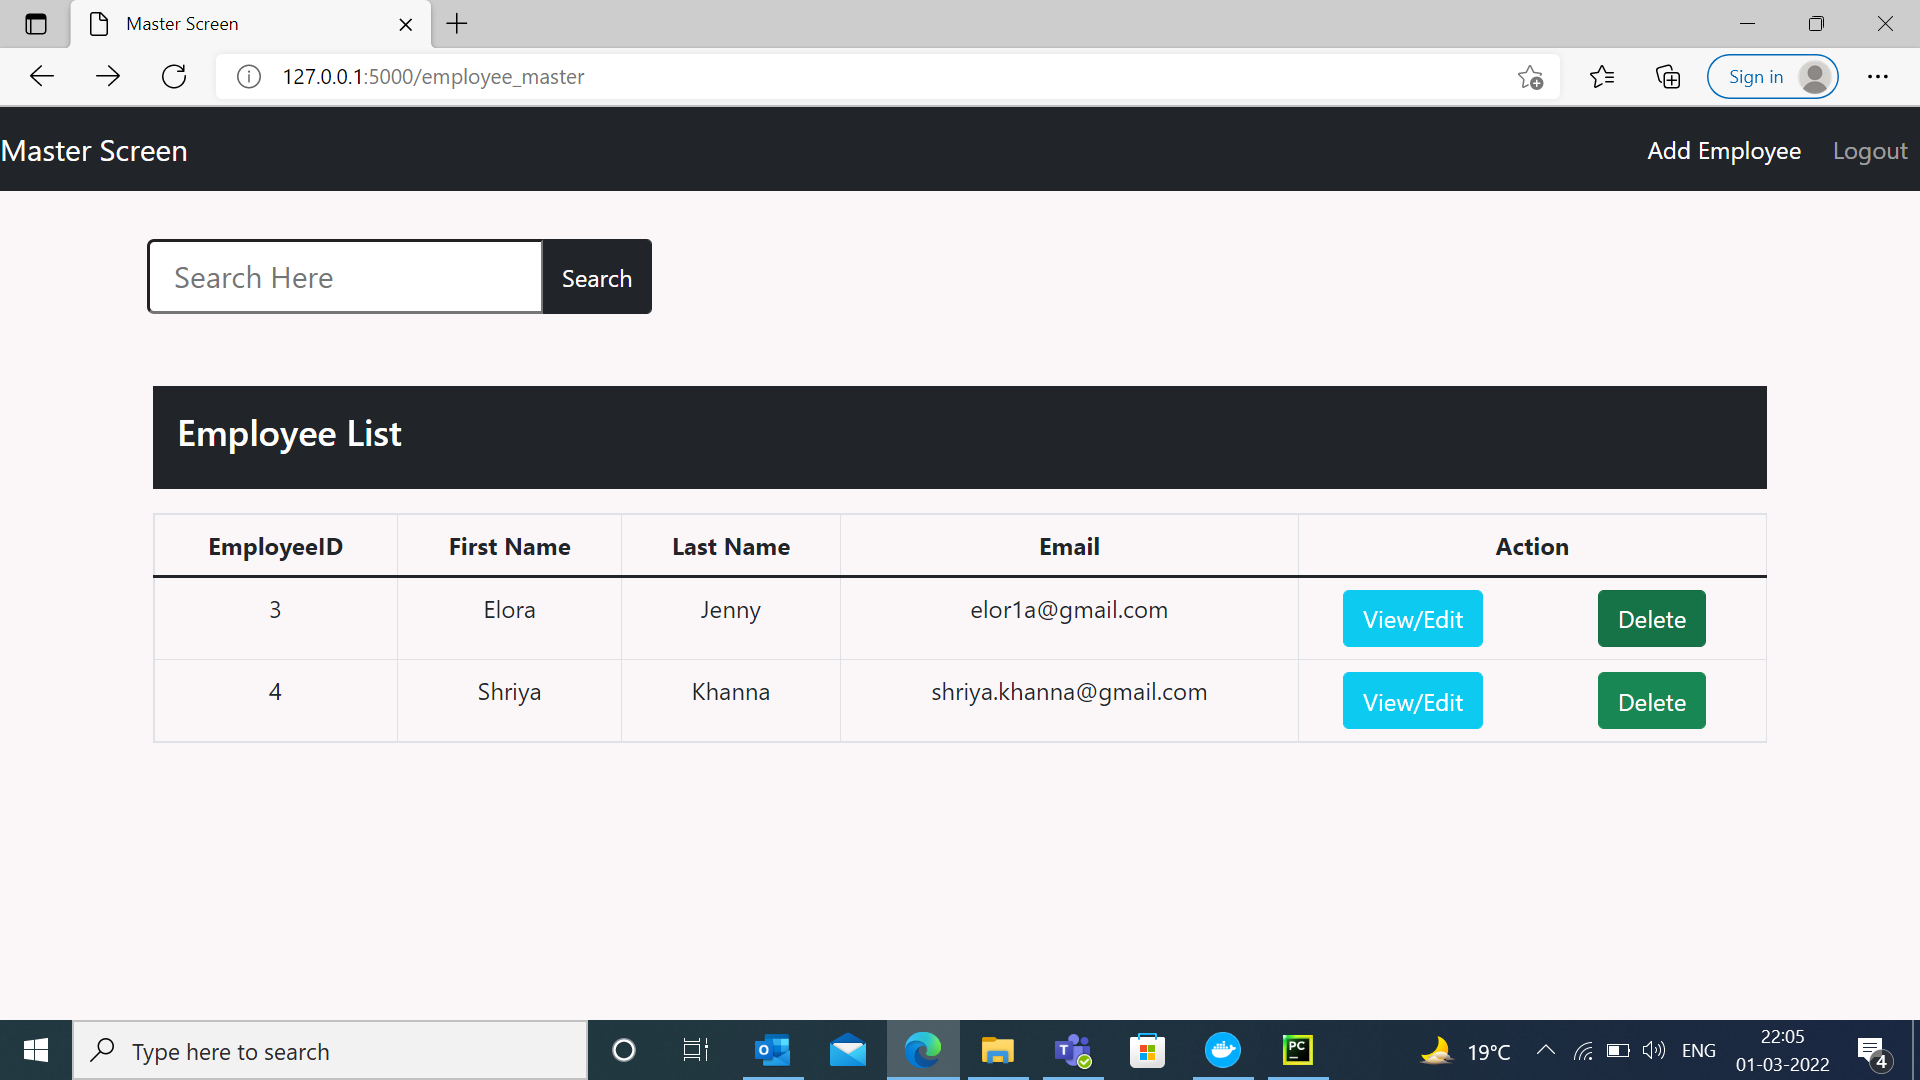 Master Screen
127.0.0.1:5000/employee_master
Sign in
Master Screen
Add Employee
Logout
Search Here
Search
Employee List
EmployeeID First Name Last Name Email Action
3 Elora Jenny elor1a@gmail.com View/Edit Delete
4 Shriya Khanna shriya.khanna@gmail.com View/Edit Delete
Type here to search
O
T
PC
19°C
ENG
22:05
01-03-2022
4